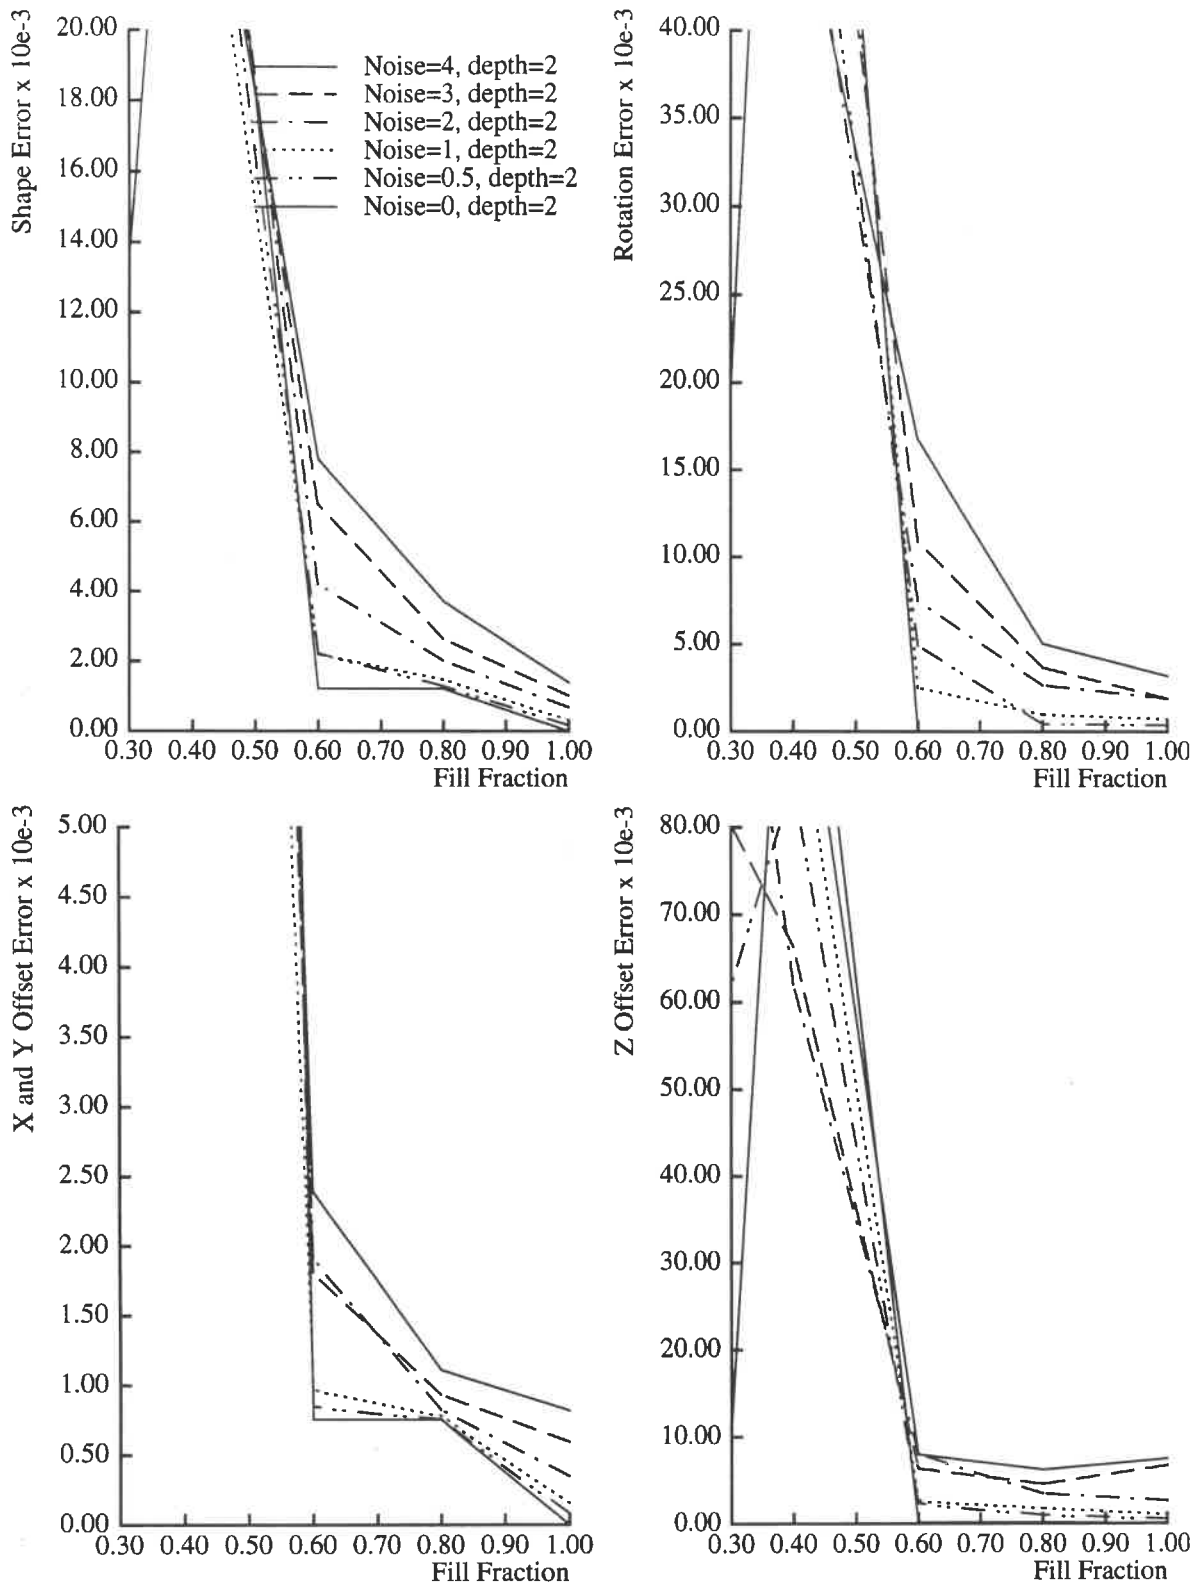 Shape Error x 10e-3
20.00
18.00
16.00
14.00
12.00
10.00
8.00
6.00
4.00
2.00
0.00
0.30 0.40 0.50 0.60 0.70 0.80 0.90 1.00
Fill Fraction
Noise=4, depth=2
Noise=3, depth=2
Noise=2, depth=2
Noise=1, depth=2
Noise=0.5, depth=2
Noise=0, depth=2
Rotation Error x 10e-3
40.00
35.00
30.00
25.00
20.00
15.00
10.00
5.00
0.00
0.30 0.40 0.50 0.60 0.70 0.80 0.90 1.00
Fill Fraction
X and Y Offset Error x 10e-3
5.00
4.50
4.00
3.50
3.00
2.50
2.00
1.50
1.00
0.50
0.00
0.30 0.40 0.50 0.60 0.70 0.80 0.90 1.00
Fill Fraction
Z Offset Error x 10e-3
80.00
70.00
60.00
50.00
40.00
30.00
20.00
10.00
0.00
0.30 0.40 0.50 0.60 0.70 0.80 0.90 1.00
Fill Fraction